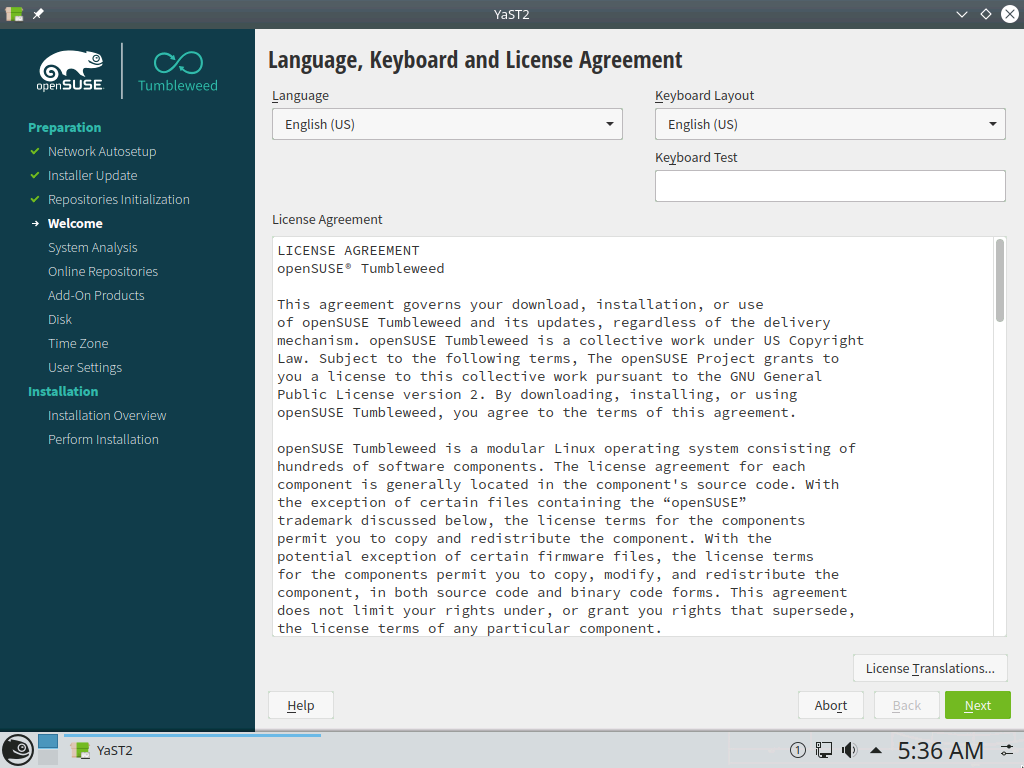 YaST2
openSUSE
Tumbleweed
Preparation
Network Autosetup
Installer Update
Repositories Initialization
Welcome
System Analysis
Online Repositories
Add-On Products
Disk
Time Zone
User Settings
Installation
Installation Overview
Perform Installation
Language, Keyboard and License Agreement
Language
English (US)
Keyboard Layout
English (US)
Keyboard Test
License Agreement
LICENSE AGREEMENT
openSUSE® Tumbleweed
This agreement governs your download, installation, or use
of openSUSE Tumbleweed and its updates, regardless of the delivery
mechanism. openSUSE Tumbleweed is a collective work under US Copyright
Law. Subject to the following terms, The openSUSE Project grants to
you a license to this collective work pursuant to the GNU General
Public License version 2. By downloading, installing, or using
openSUSE Tumbleweed, you agree to the terms of this agreement.
openSUSE Tumbleweed is a modular Linux operating system consisting of
hundreds of software components. The license agreement for each
component is generally located in the component's source code. With
the exception of certain files containing the “openSUSE”
trademark discussed below, the license terms for the components
permit you to copy and redistribute the component. With the
potential exception of certain firmware files, the license terms
for the components permit you to copy, modify, and redistribute the
component, in both source code and binary code forms. This agreement
does not limit your rights under, or grant you rights that supersede,
the license terms of any particular component.
License Translations...
Help
Abort
Back
Next
YaST2
1
5:36 AM